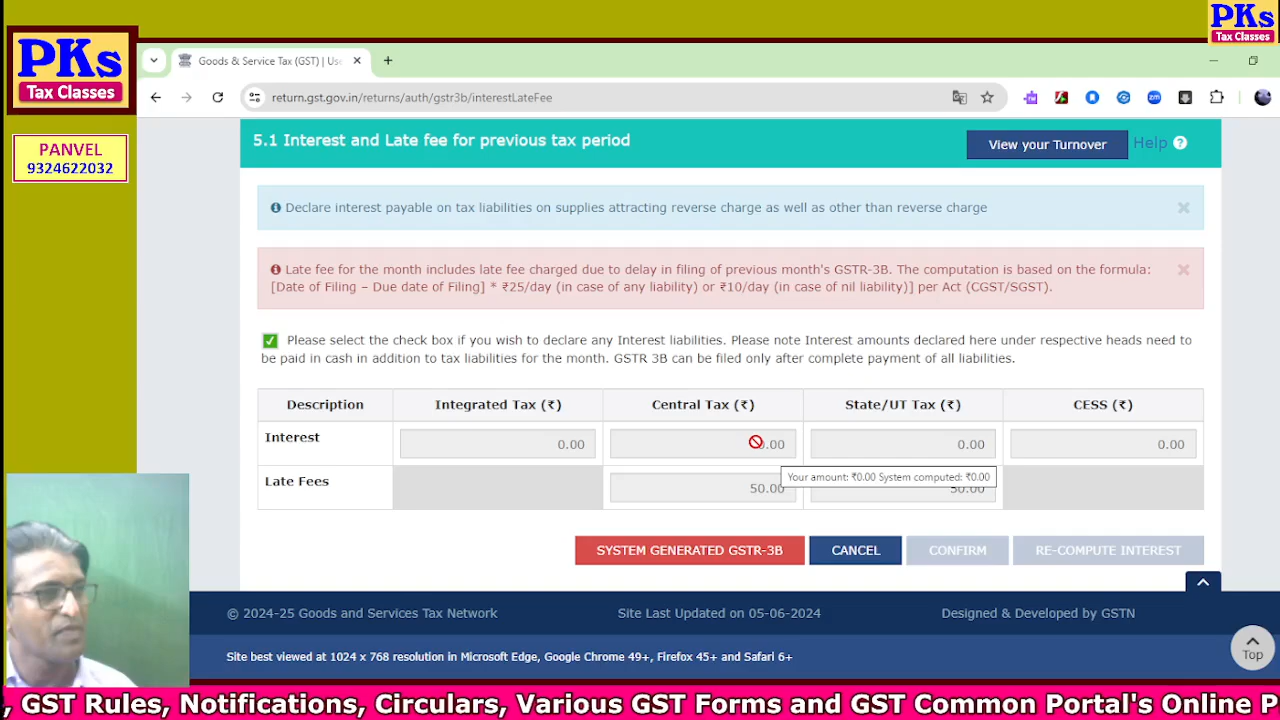 PKs
Tax Classes
PKs
Tax Classes
PANVEL
9324622032
Goods & Service Tax (GST) | Use
return.gst.gov.in/returns/auth/gstr3b/interestLateFee
5.1 Interest and Late fee for previous tax period
View your Turnover
Help
Declare interest payable on tax liabilities on supplies attracting reverse charge as well as other than reverse charge
Late fee for the month includes late fee charged due to delay in filing of previous month's GSTR-3B. The computation is based on the formula:
[Date of Filing – Due date of Filing] * ₹25/day (in case of any liability) or ₹10/day (in case of nil liability)] per Act (CGST/SGST).
Please select the check box if you wish to declare any Interest liabilities. Please note Interest amounts declared here under respective heads need to
be paid in cash in addition to tax liabilities for the month. GSTR 3B can be filed only after complete payment of all liabilities.
Description Integrated Tax (₹) Central Tax (₹) State/UT Tax (₹) CESS (₹)
Interest 0.00 0.00 0.00 0.00
Your amount: ₹0.00 System computed: ₹0.00
Late Fees 50.00 50.00
SYSTEM GENERATED GSTR-3B CANCEL CONFIRM RE-COMPUTE INTEREST
© 2024-25 Goods and Services Tax Network Site Last Updated on 05-06-2024 Designed & Developed by GSTN
Site best viewed at 1024 x 768 resolution in Microsoft Edge, Google Chrome 49+, Firefox 45+ and Safari 6+
Top
, GST Rules, Notifications, Circulars, Various GST Forms and GST Common Portal's Online P